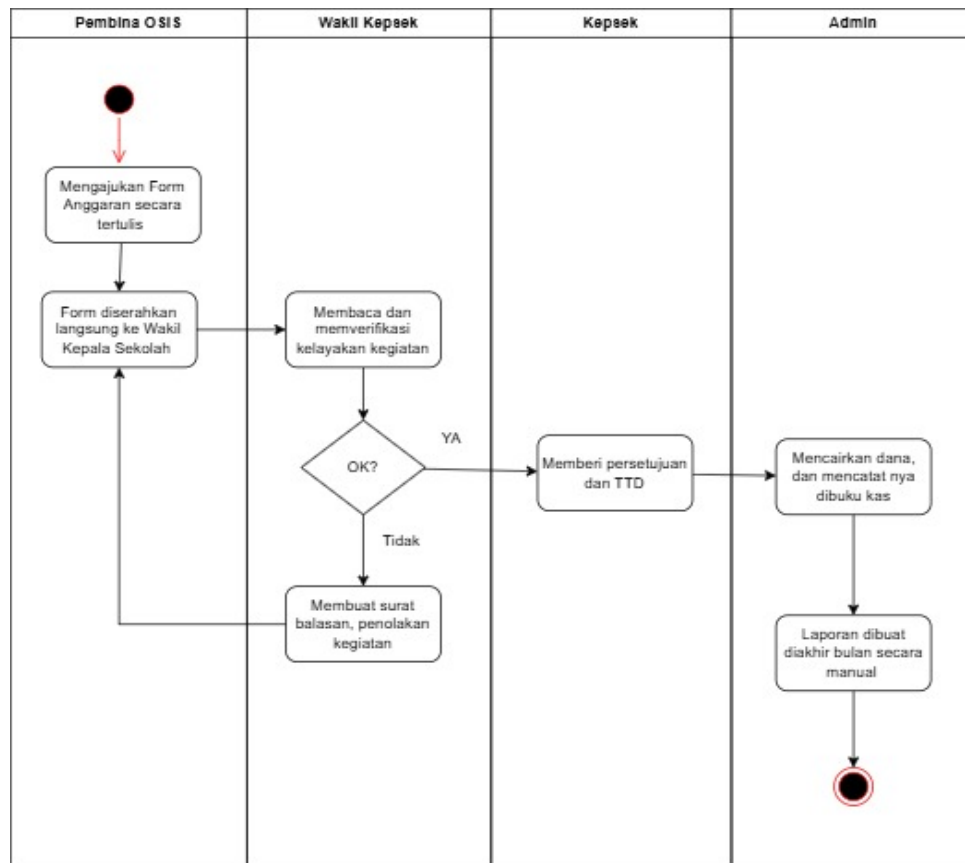 Pembina OSIS
Wakil Kepsek
Kepsek
Admin
Mengajukan Form
Anggaran secara
tertulis
Form diserahkan
langsung ke Wakil
Kepala Sekolah
Membaca dan
memverifikasi
kelayakan kegiatan
OK?
YA
Tidak
Membuat surat
balasan, penolakan
kegiatan
Memberi persetujuan
dan TTD
Mencairkan dana,
dan mencatat nya
dibuku kas
Laporan dibuat
diakhir bulan secara
manual